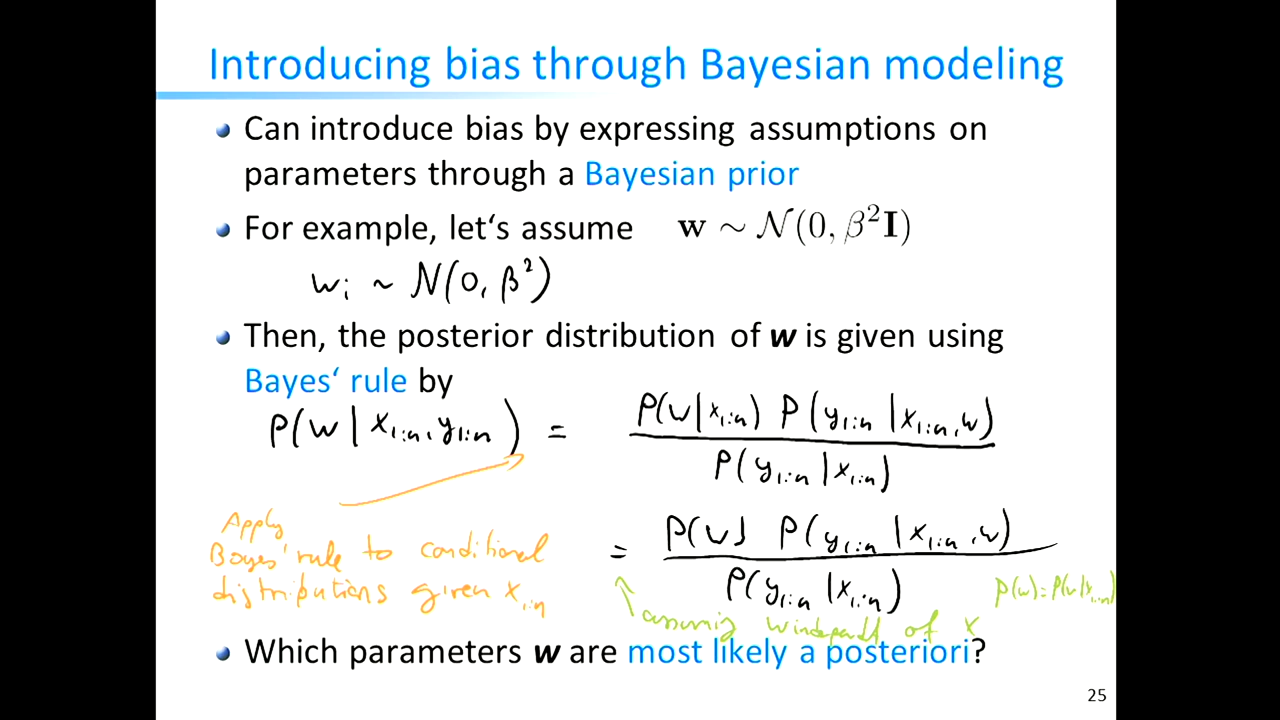 Introducing bias through Bayesian modeling
Can introduce bias by expressing assumptions on
parameters through a Bayesian prior
For example, let‘s assume w ∼ 𝒩(0, β²I)
wᵢ ~ N(0, β²)
Then, the posterior distribution of w is given using
Bayes‘ rule by
P(w | x₁:ₙ, y₁:ₙ) = P(w | x₁:ₙ) P(y₁:ₙ | x₁:ₙ, w)
P(y₁:ₙ | x₁:ₙ)
Apply
Bayes' rule to conditional
distributions given x₁:ₙ
= P(w) P(y₁:ₙ | x₁:ₙ, w)
P(y₁:ₙ | x₁:ₙ)
p(w) = p(w | x₁:ₙ)
assuming w independt of x
Which parameters w are most likely a posteriori?
25